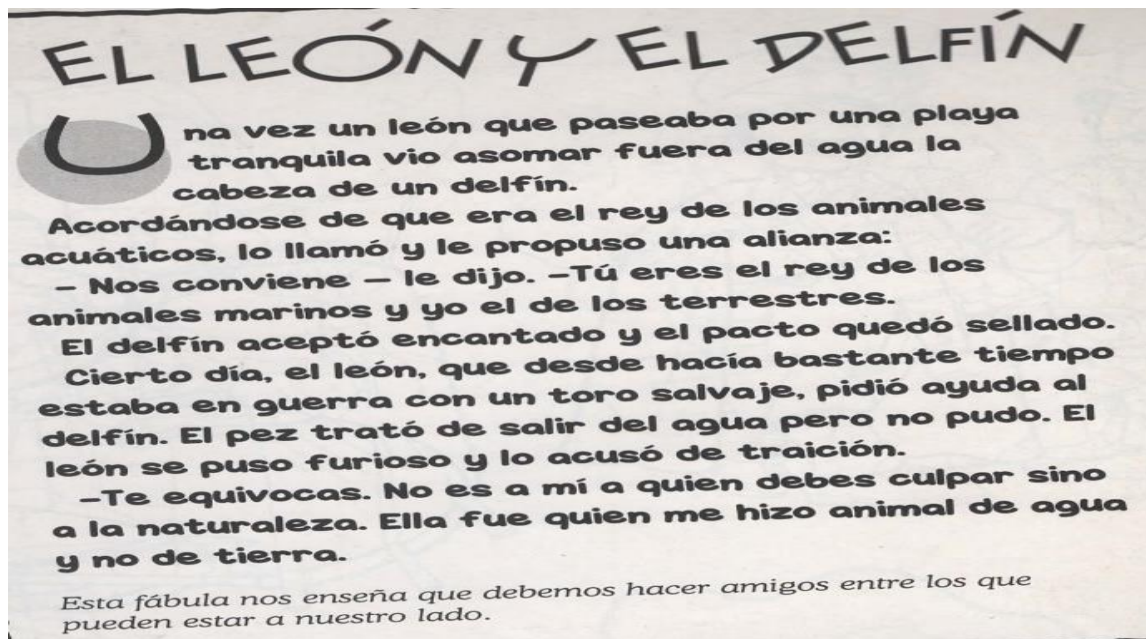 EL LEÓN Y EL DELFÍN
Una vez un león que paseaba por una playa
tranquila vio asomar fuera del agua la
cabeza de un delfín.
Acordándose de que era el rey de los animales
acuáticos, lo llamó y le propuso una alianza:
– Nos conviene – le dijo. –Tú eres el rey de los
animales marinos y yo el de los terrestres.
El delfín aceptó encantado y el pacto quedó sellado.
Cierto día, el león, que desde hacía bastante tiempo
estaba en guerra con un toro salvaje, pidió ayuda al
delfín. El pez trató de salir del agua pero no pudo. El
león se puso furioso y lo acusó de traición.
–Te equivocas. No es a mí a quien debes culpar sino
a la naturaleza. Ella fue quien me hizo animal de agua
y no de tierra.
Esta fábula nos enseña que debemos hacer amigos entre los que
pueden estar a nuestro lado.